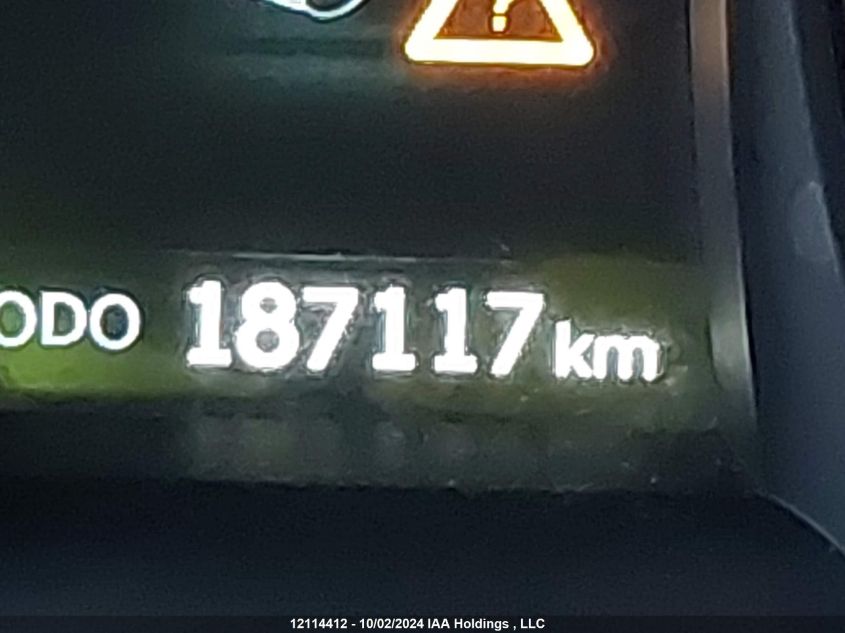 ODO 187117 km
12114412 - 10/02/2024 IAA Holdings , LLC